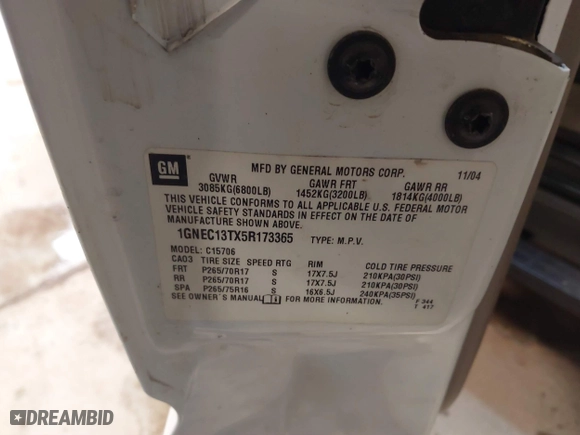 GM
MFD BY GENERAL MOTORS CORP. 11/04
GVWR GAWR FRT GAWR RR
3085KG(6800LB) 1452KG(3200LB) 1814KG(4000LB)
THIS VEHICLE CONFORMS TO ALL APPLICABLE U.S. FEDERAL MOTOR
VEHICLE SAFETY STANDARDS IN EFFECT ON THE DATE OF
MANUFACTURE SHOWN ABOVE.
1GNEC13TX5R173365 TYPE: M.P.V.
MODEL: C15706
CA03 TIRE SIZE SPEED RTG RIM COLD TIRE PRESSURE
FRT P265/70R17 S 17X7.5J 210KPA(30PSI)
RR P265/70R17 S 17X7.5J 210KPA(30PSI)
SPA P265/75R16 S 16X6.5J 240KPA(35PSI)
SEE OWNER'S MANUAL FOR MORE INFORMATION. F 344
T 417
DREAMBID
DREAMBID